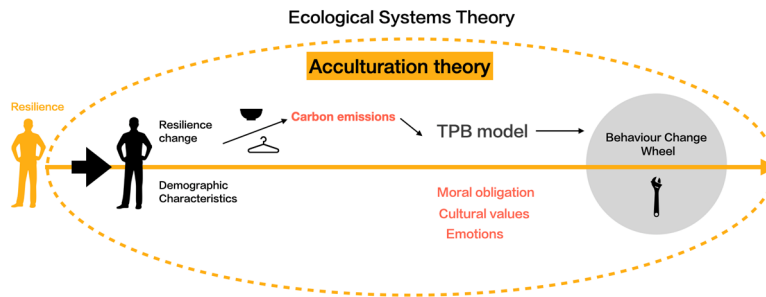 Ecological Systems Theory
Acculturation theory
Resilience
Resilience
change
Carbon emissions
TPB model
Behaviour Change
Wheel
Demographic
Characteristics
Moral obligation
Cultural values
Emotions